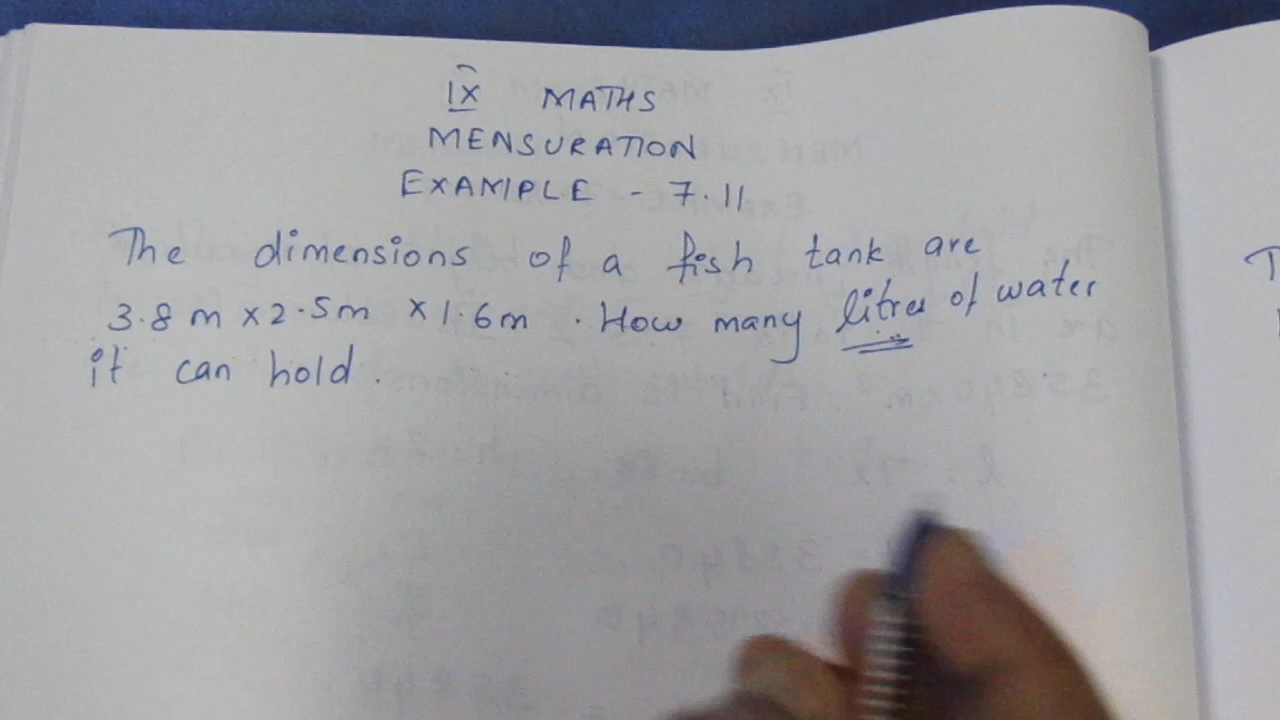 IX MATHS
MENSURATION
EXAMPLE - 7.11
The dimensions of a fish tank are
3.8 m x 2.5m x 1.6m . How many litres of water
it can hold.
T